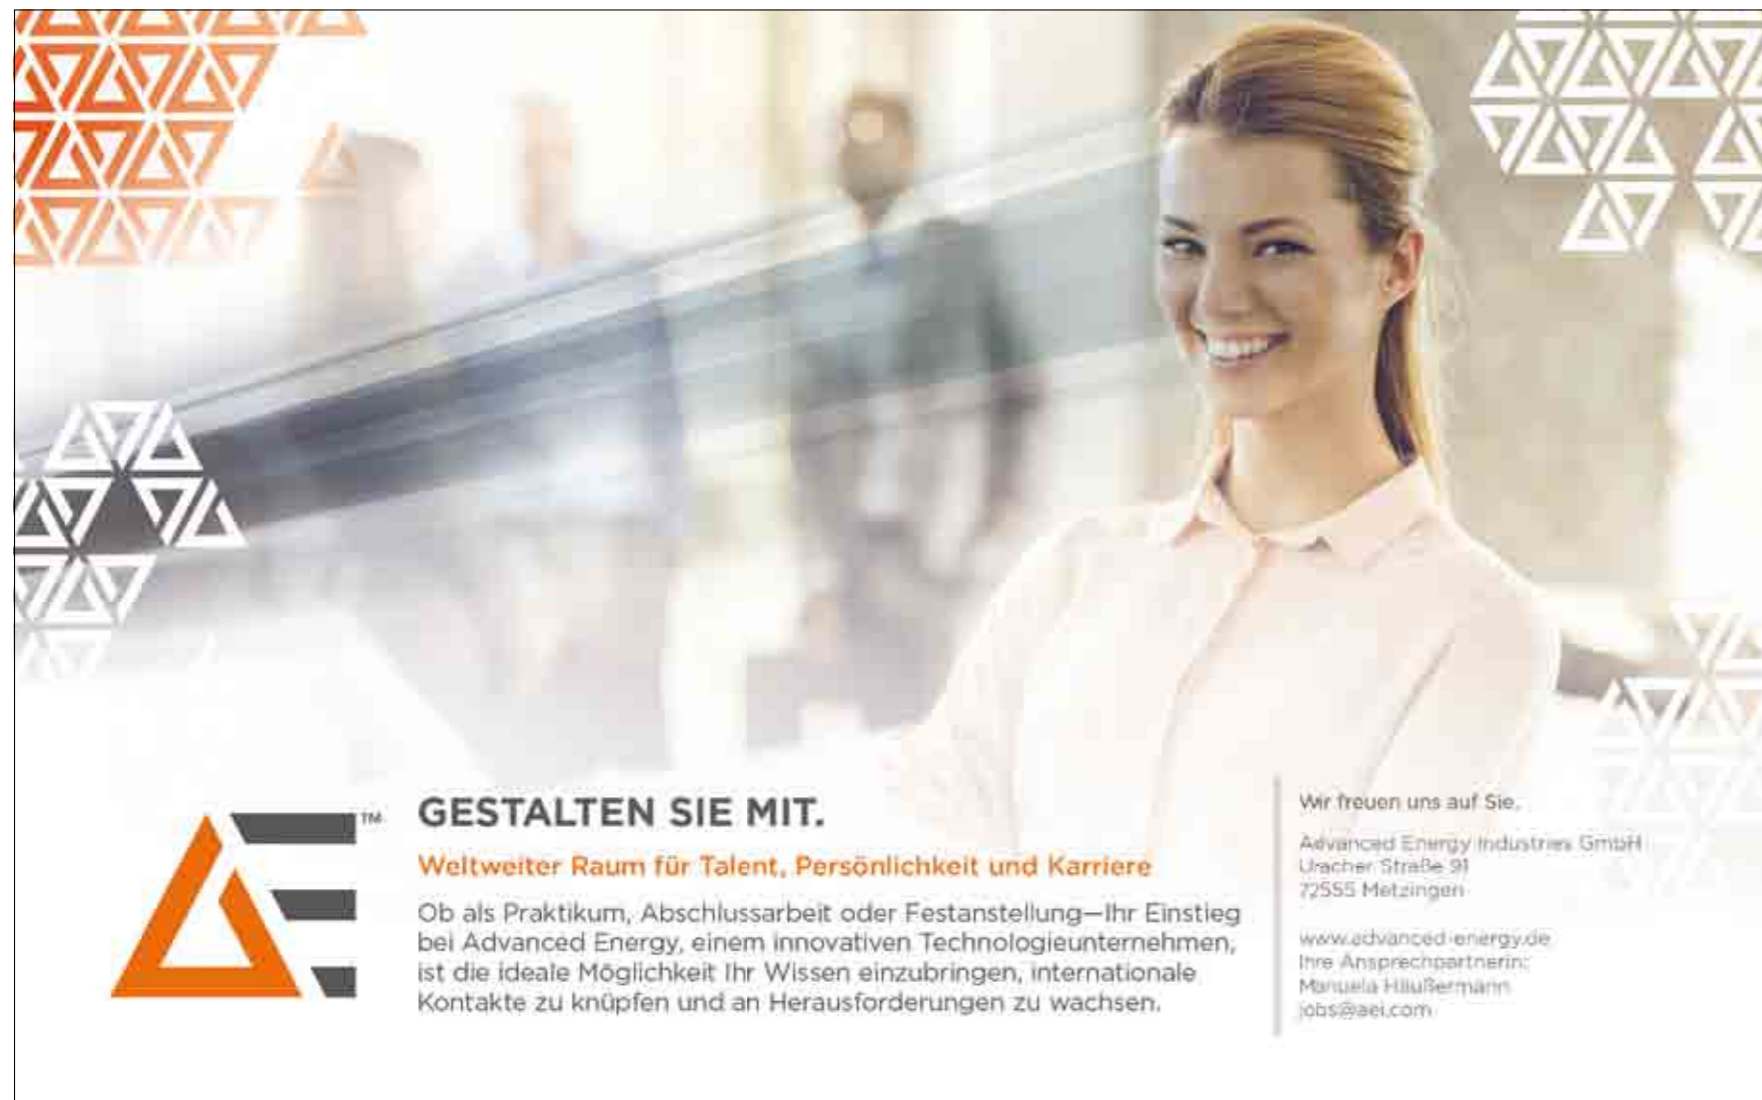 AE™
GESTALTEN SIE MIT.
Weltweiter Raum für Talent, Persönlichkeit und Karriere
Ob als Praktikum, Abschlussarbeit oder Festanstellung—Ihr Einstieg
bei Advanced Energy, einem innovativen Technologieunternehmen,
ist die ideale Möglichkeit Ihr Wissen einzubringen, internationale
Kontakte zu knüpfen und an Herausforderungen zu wachsen.
Wir freuen uns auf Sie.
Advanced Energy Industries GmbH
Uracher Straße 91
72555 Metzingen
www.advanced-energy.de
Ihre Ansprechpartnerin:
Manuela Häußermann
jobs@aei.com